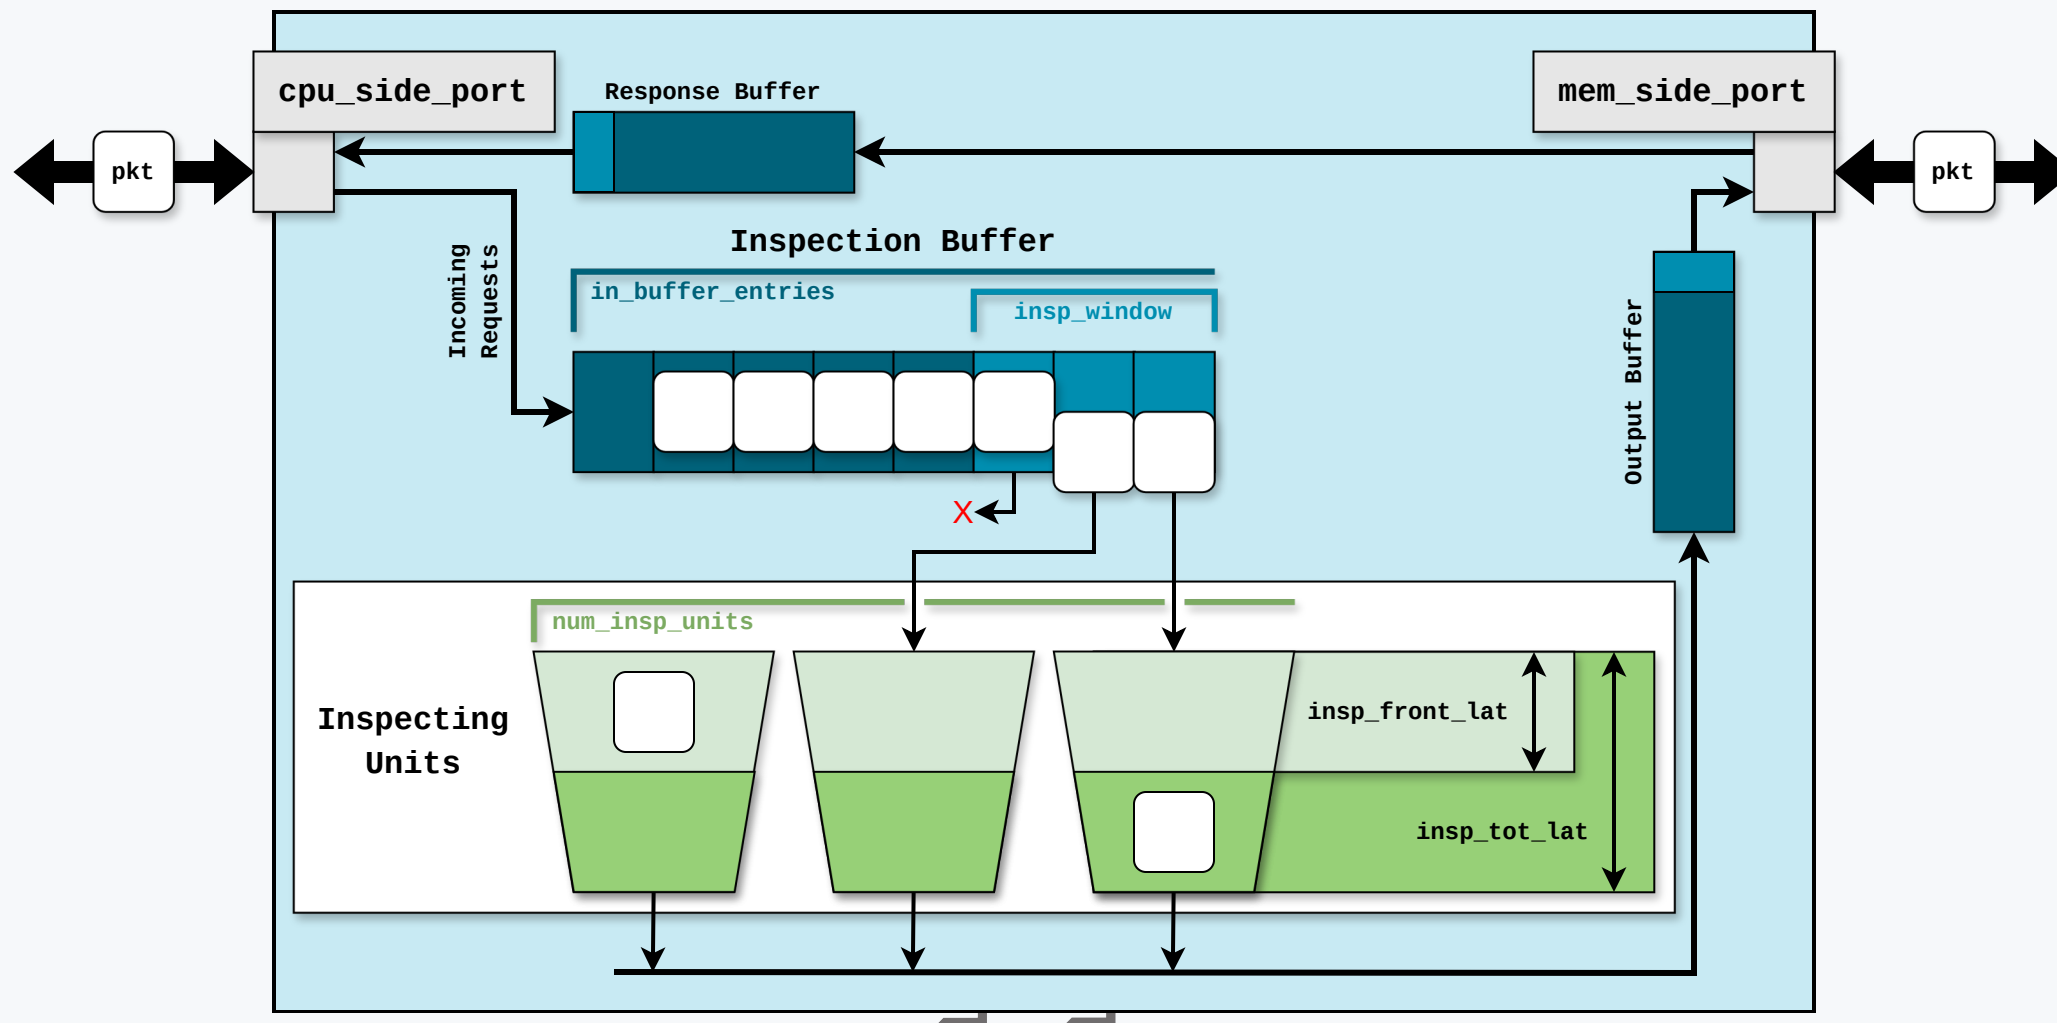 cpu_side_port
Response Buffer
mem_side_port
pkt
pkt
Inspection Buffer
Incoming
Requests
in_buffer_entries
insp_window
Output Buffer
X
num_insp_units
Inspecting
Units
insp_front_lat
insp_tot_lat